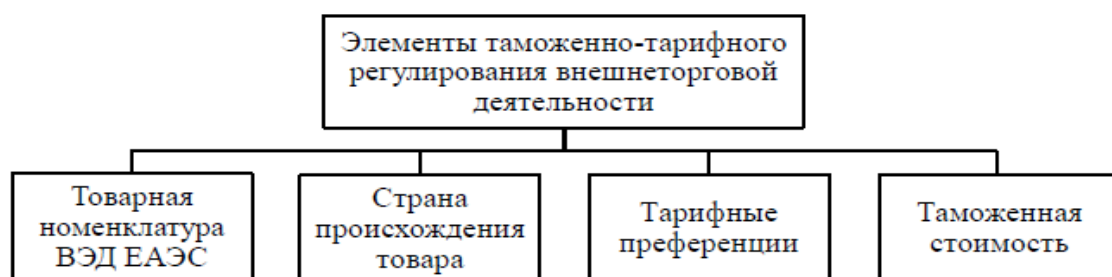 Элементы таможенно-тарифного
регулирования внешнеторговой
деятельности
Товарная
номенклатура
ВЭД ЕАЭС
Страна
происхождения
товара
Тарифные
преференции
Таможенная
стоимость